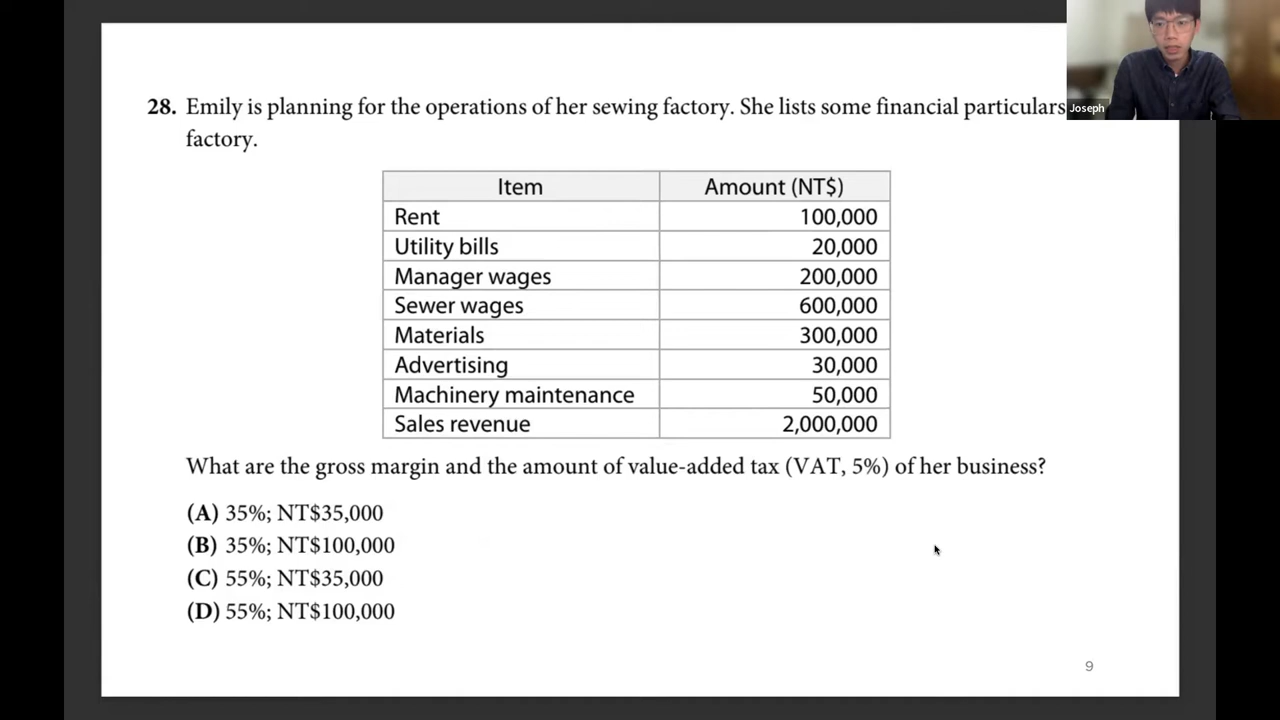 28. Emily is planning for the operations of her sewing factory. She lists some financial particulars
factory.
Item Amount (NT$)
Rent 100,000
Utility bills 20,000
Manager wages 200,000
Sewer wages 600,000
Materials 300,000
Advertising 30,000
Machinery maintenance 50,000
Sales revenue 2,000,000
What are the gross margin and the amount of value-added tax (VAT, 5%) of her business?
(A) 35%; NT$35,000
(B) 35%; NT$100,000
(C) 55%; NT$35,000
(D) 55%; NT$100,000
9
Joseph